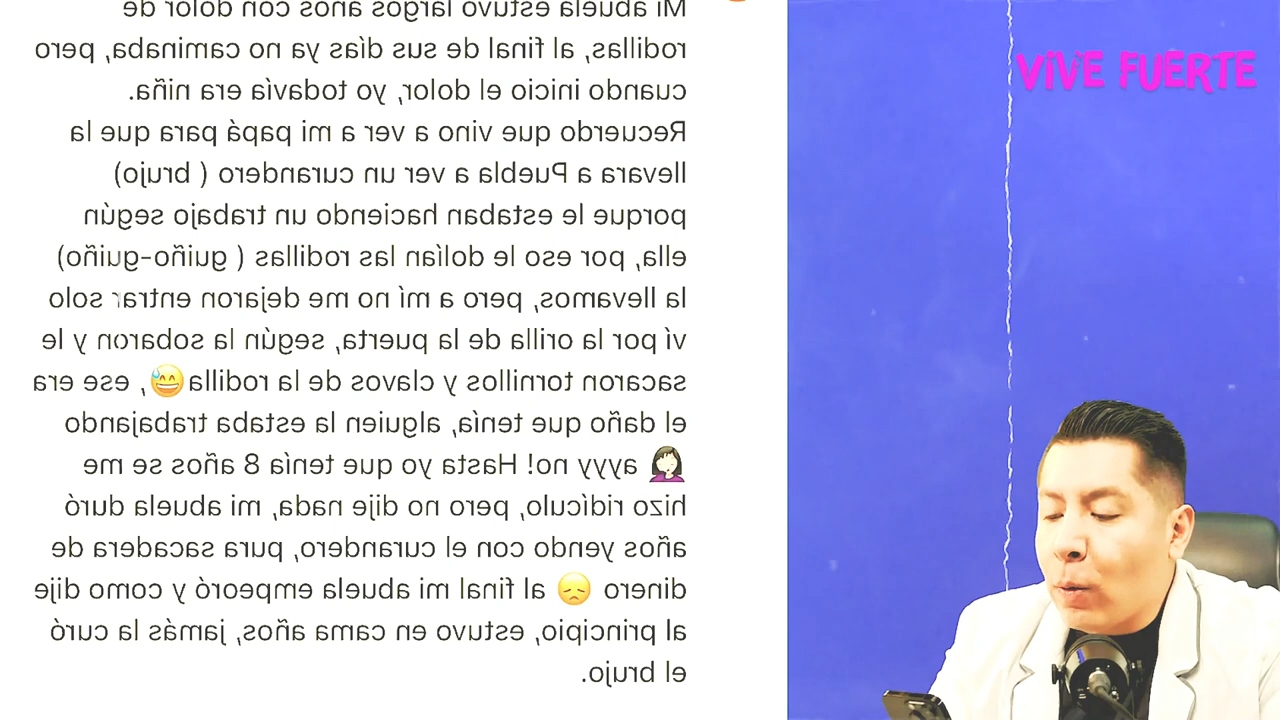 Mi abuela estuvo largos años con dolor de
rodillas, al final de sus días ya no caminaba, pero
cuando inicio el dolor, yo todavía era niña.
Recuerdo que vino a ver a mi papá para que la
llevara a Puebla a ver un curandero ( brujo)
porque le estaban haciendo un trabajo según
ella, por eso le dolían las rodillas ( guiño-guiño)
la llevamos, pero a mí no me dejaron entrar solo
ví por la orilla de la puerta, según la sobaron y le
sacaron tornillos y clavos de la rodilla😅, ese era
el daño que tenía, alguien la estaba trabajando
🤦🏻‍♀️ ayyy no! Hasta yo que tenía 8 años se me
hizo ridículo, pero no dije nada, mi abuela duró
años yendo con el curandero, pura sacadera de
dinero 😞 al final mi abuela empeoró y como dije
al principio, estuvo en cama años, jamás la curó
el brujo.
VIVE FUERTE